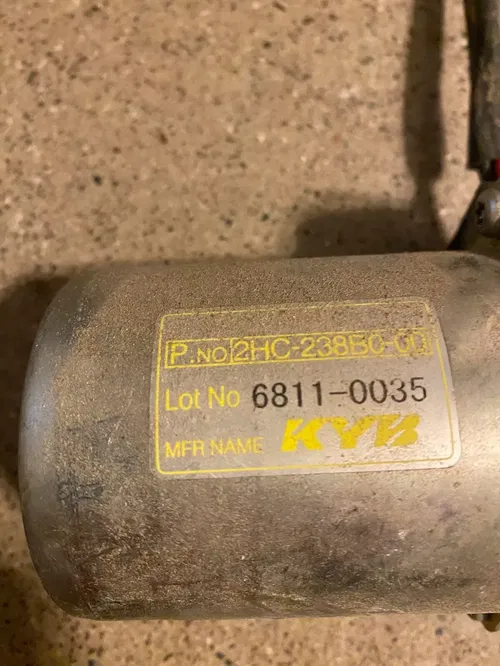 P.NO 2HC-238B0-00
Lot No 6811-0035
MFR NAME KYB